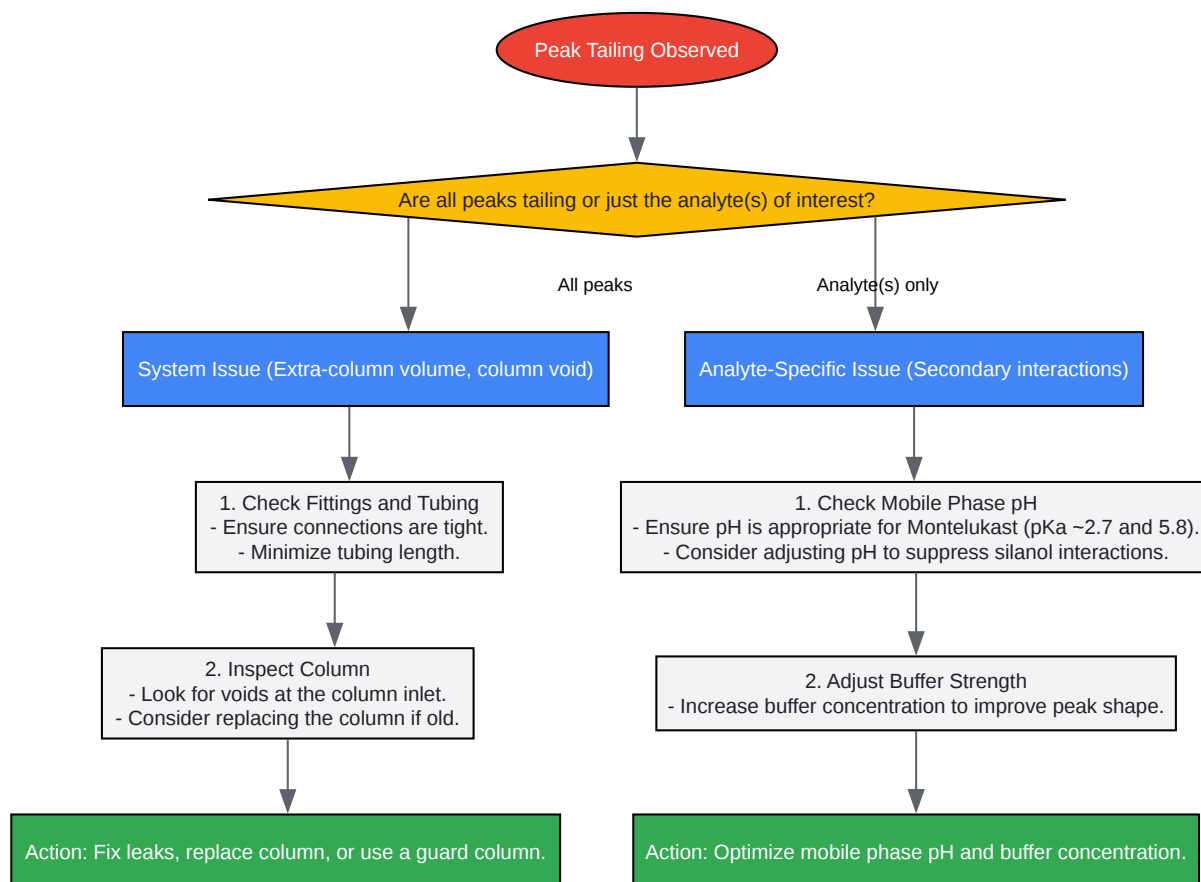 Peak Tailing Observed
Are all peaks tailing or just the analyte(s) of interest?
All peaks
Analyte(s) only
System Issue (Extra-column volume, column void)
Analyte-Specific Issue (Secondary interactions)
1. Check Fittings and Tubing
- Ensure connections are tight.
- Minimize tubing length.
1. Check Mobile Phase pH
- Ensure pH is appropriate for Montelukast (pKa ~2.7 and 5.8).
- Consider adjusting pH to suppress silanol interactions.
2. Inspect Column
- Look for voids at the column inlet.
- Consider replacing the column if old.
2. Adjust Buffer Strength
- Increase buffer concentration to improve peak shape.
Action: Fix leaks, replace column, or use a guard column.
Action: Optimize mobile phase pH and buffer concentration.